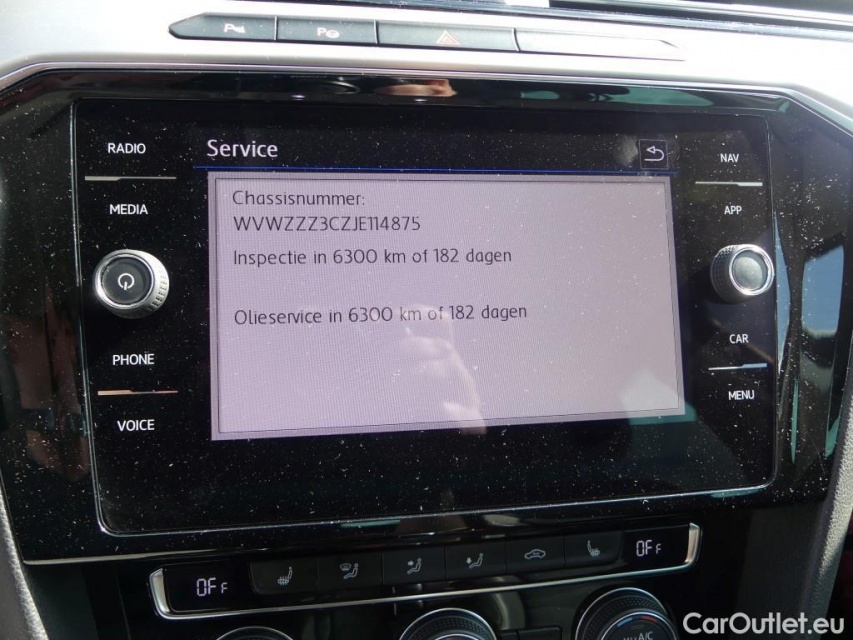 RADIO
Service
NAV
MEDIA
Chassisnummer:
WVWZZZ3CZJE114875
APP
Inspectie in 6300 km of 182 dagen
Olieservice in 6300 km of 182 dagen
PHONE
CAR
VOICE
MENU
OFF
OFF
A/C
CarOutlet.eu